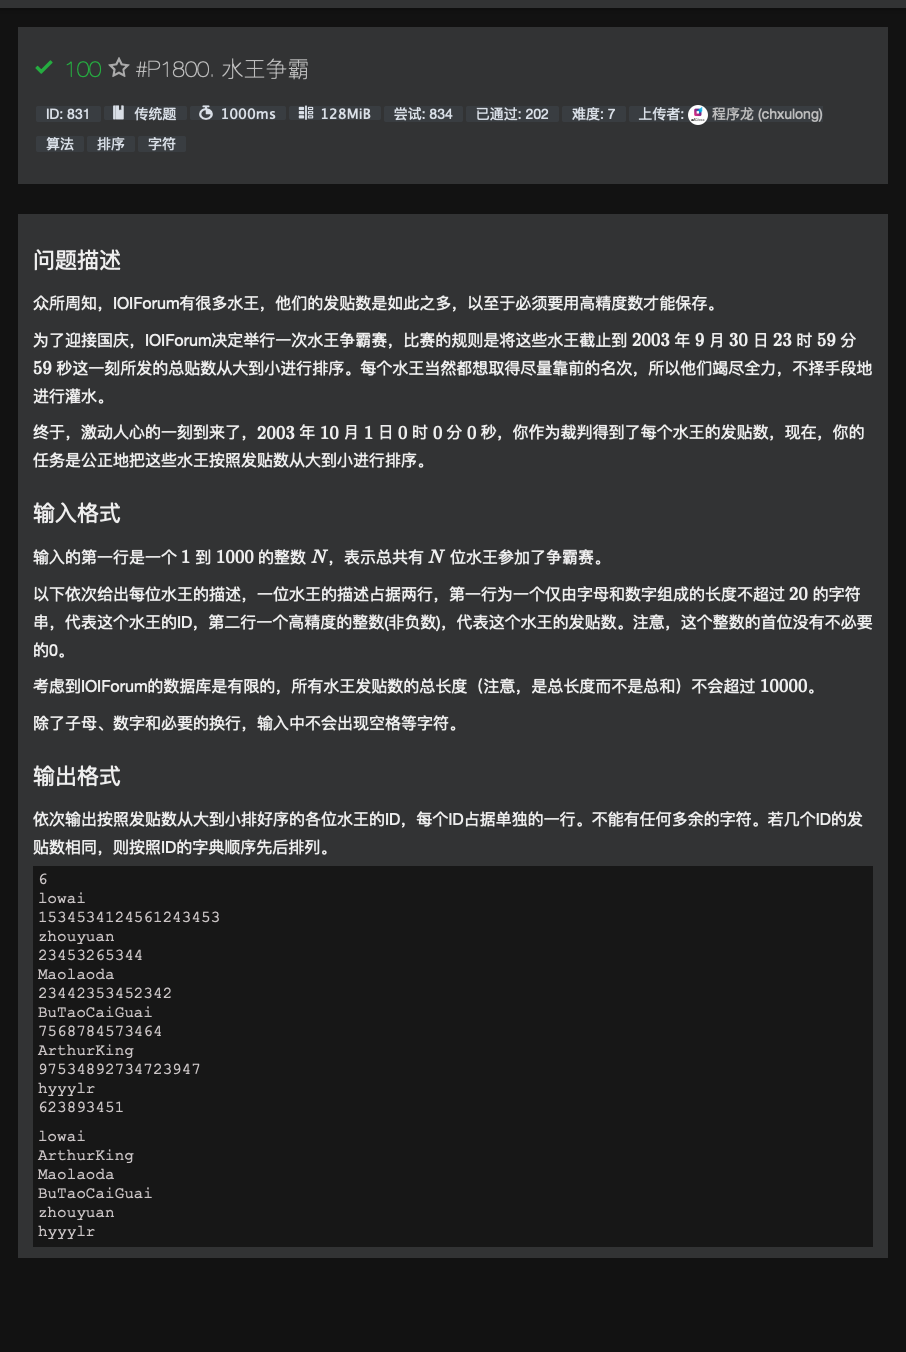 100 #P1800. 水王争霸
ID: 831 传统题 1000ms 128MiB 尝试: 834 已通过: 202 难度: 7 上传者: 程序龙 (chxulong)
算法 排序 字符
问题描述
众所周知，IOIForum有很多水王，他们的发贴数是如此之多，以至于必须要用高精度数才能保存。
为了迎接国庆，IOIForum决定举行一次水王争霸赛，比赛的规则是将这些水王截止到 2003 年 9 月 30 日 23 时 59 分
59 秒这一刻所发的总贴数从大到小进行排序。每个水王当然都想取得尽量靠前的名次，所以他们竭尽全力，不择手段地
进行灌水。
终于，激动人心的一刻到来了，2003 年 10 月 1 日 0 时 0 分 0 秒，你作为裁判得到了每个水王的发贴数，现在，你的
任务是公正地把这些水王按照发贴数从大到小进行排序。
输入格式
输入的第一行是一个 1 到 1000 的整数 N，表示总共有 N 位水王参加了争霸赛。
以下依次给出每位水王的描述，一位水王的描述占据两行，第一行为一个仅由字母和数字组成的长度不超过 20 的字符
串，代表这个水王的ID，第二行一个高精度的整数(非负数)，代表这个水王的发贴数。注意，这个整数的首位没有不必要
的0。
考虑到IOIForum的数据库是有限的，所有水王发贴数的总长度（注意，是总长度而不是总和）不会超过 10000。
除了子母、数字和必要的换行，输入中不会出现空格等字符。
输出格式
依次输出按照发贴数从大到小排好序的各位水王的ID，每个ID占据单独的一行。不能有任何多余的字符。若几个ID的发
贴数相同，则按照ID的字典顺序先后排列。
6
lowai
1534534124561243453
zhouyuan
23453265344
Maolaoda
23442353452342
BuTaoCaiGuai
7568784573464
ArthurKing
97534892734723947
hyyylr
623893451
lowai
ArthurKing
Maolaoda
BuTaoCaiGuai
zhouyuan
hyyylr